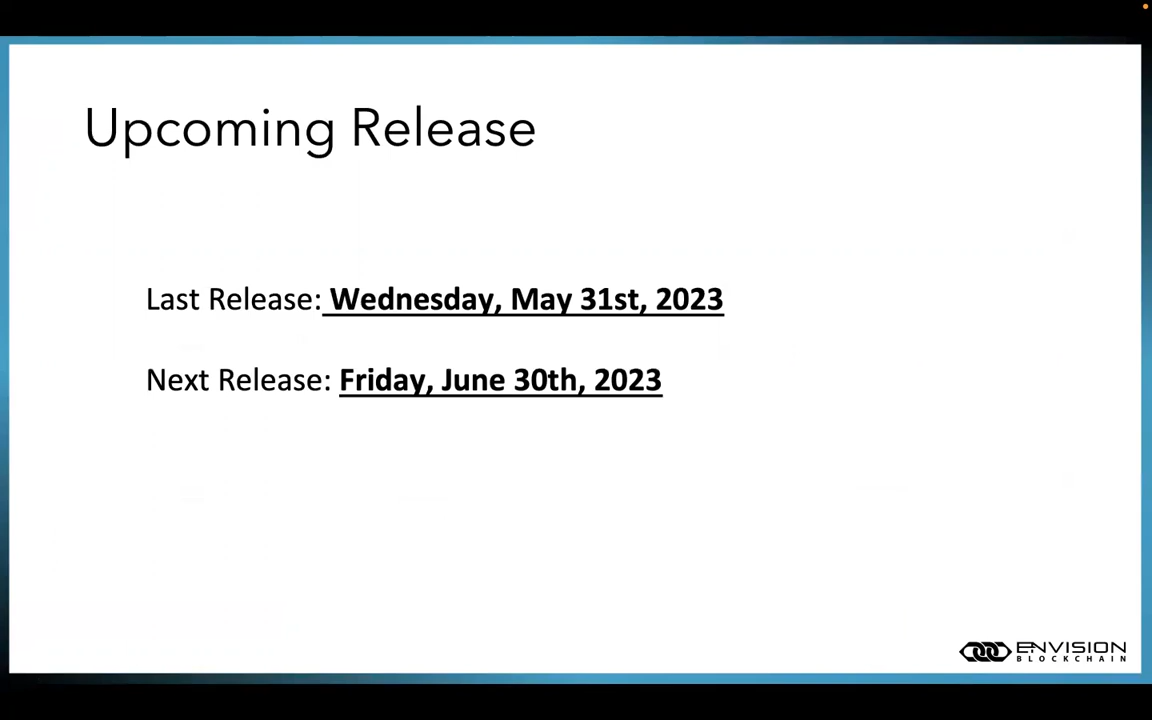 Upcoming Release
Last Release: Wednesday, May 31st, 2023
Next Release: Friday, June 30th, 2023
ENVISION
BLOCKCHAIN